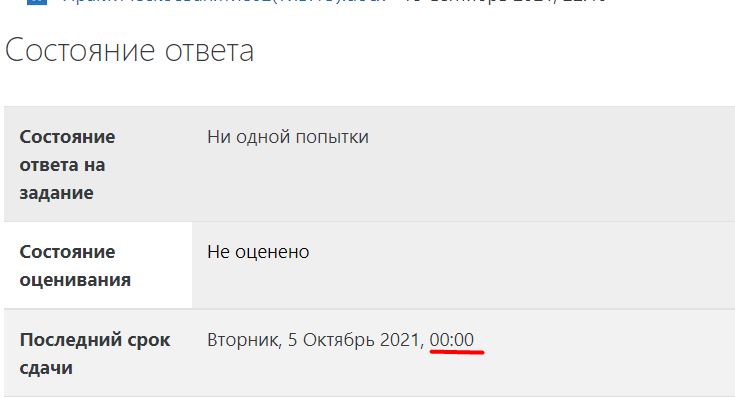 Состояние ответа
Состояние
ответа на
задание
Ни одной попытки
Состояние
оценивания
Не оценено
Последний срок
сдачи
Вторник, 5 Октябрь 2021, 00:00